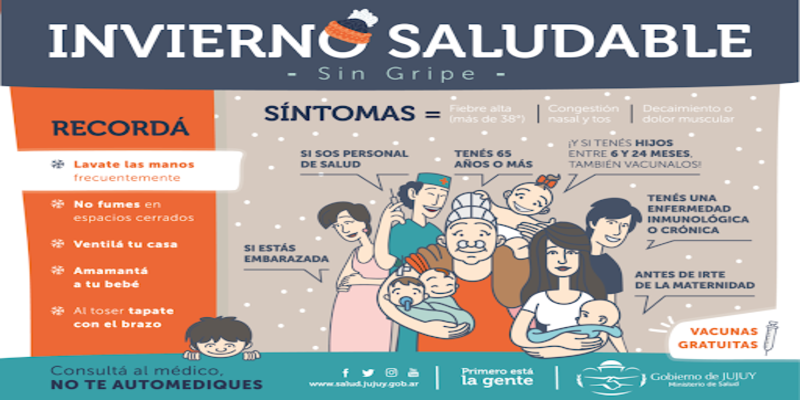 INVIERNO SALUDABLE
- Sin Gripe -
RECORDÁ
Lavate las manos
frecuentemente
No fumes en
espacios cerrados
Ventilá tu casa
Amamantá
a tu bebé
Al toser tapate
con el brazo
SÍNTOMAS =
Fiebre alta
(más de 38°)
Congestión
nasal y tos
Decaimiento o
dolor muscular
SI SOS PERSONAL
DE SALUD
TENÉS 65
AÑOS O MÁS
¡Y SI TENÉS HIJOS
ENTRE 6 Y 24 MESES,
TAMBIÉN VACUNALOS!
TENÉS UNA
ENFERMEDAD
INMUNOLÓGICA
O CRÓNICA
SI ESTÁS
EMBARAZADA
ANTES DE IRTE
DE LA MATERNIDAD
VACUNAS
GRATUITAS
Consultá al médico,
NO TE AUTOMEDIQUES
www.salud.jujuy.gob.ar
Primero está
la gente
Gobierno de JUJUY
Ministerio de Salud